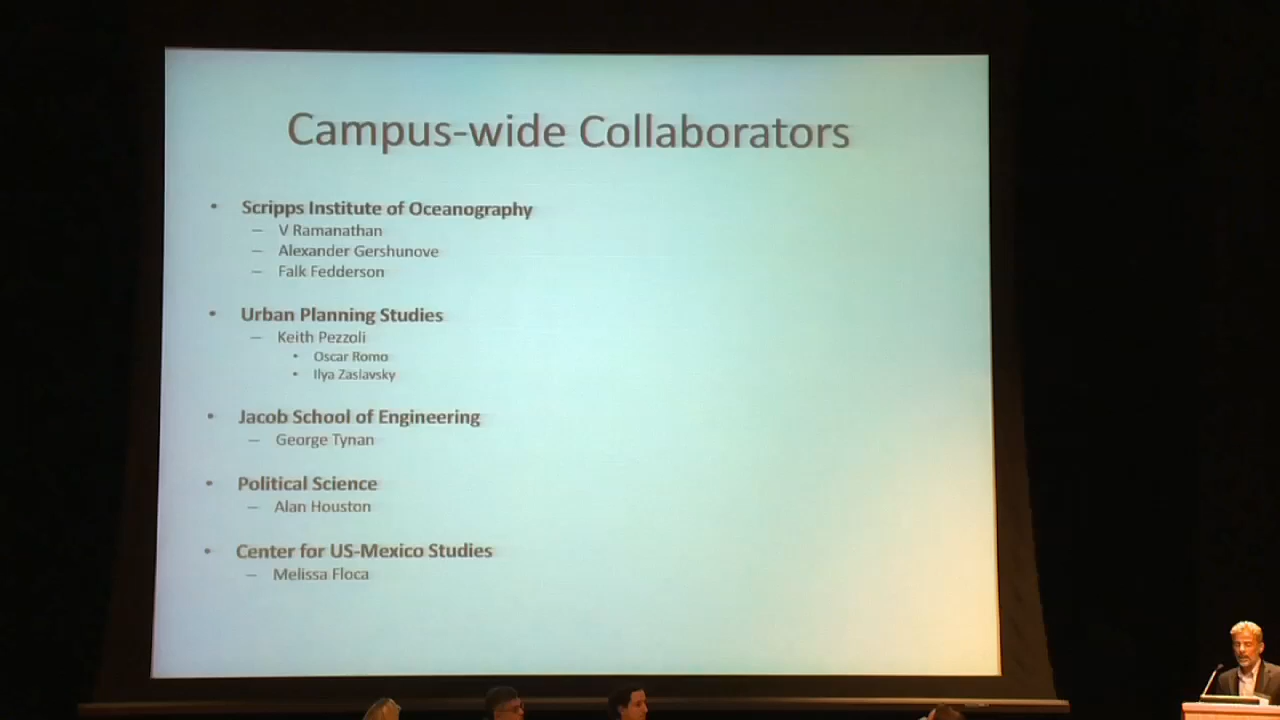 Campus-wide Collaborators
• Scripps Institute of Oceanography
– V Ramanathan
– Alexander Gershunove
– Falk Fedderson
• Urban Planning Studies
– Keith Pezzoli
• Oscar Romo
• Ilya Zaslavsky
• Jacob School of Engineering
– George Tynan
• Political Science
– Alan Houston
• Center for US-Mexico Studies
– Melissa Floca